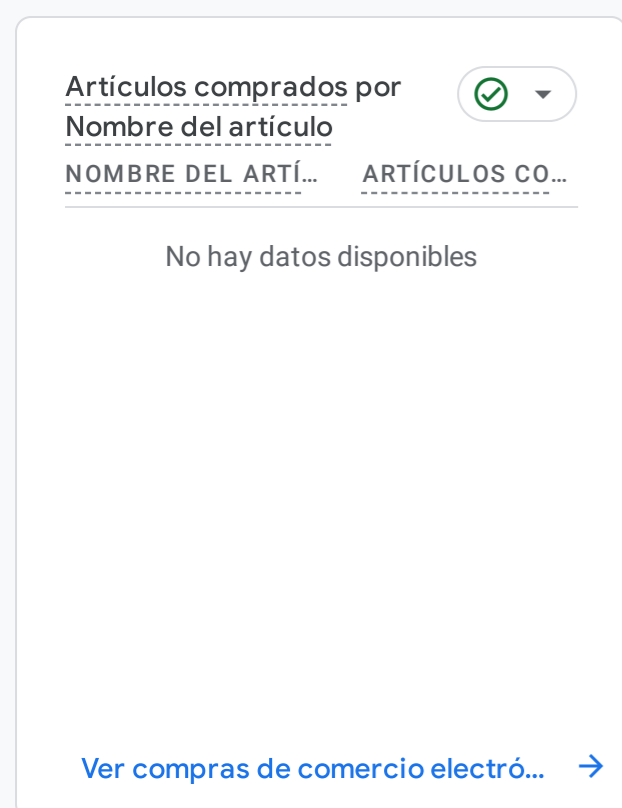 Artículos comprados por
Nombre del artículo
NOMBRE DEL ARTÍ…
ARTÍCULOS CO…
No hay datos disponibles
Ver compras de comercio electró…